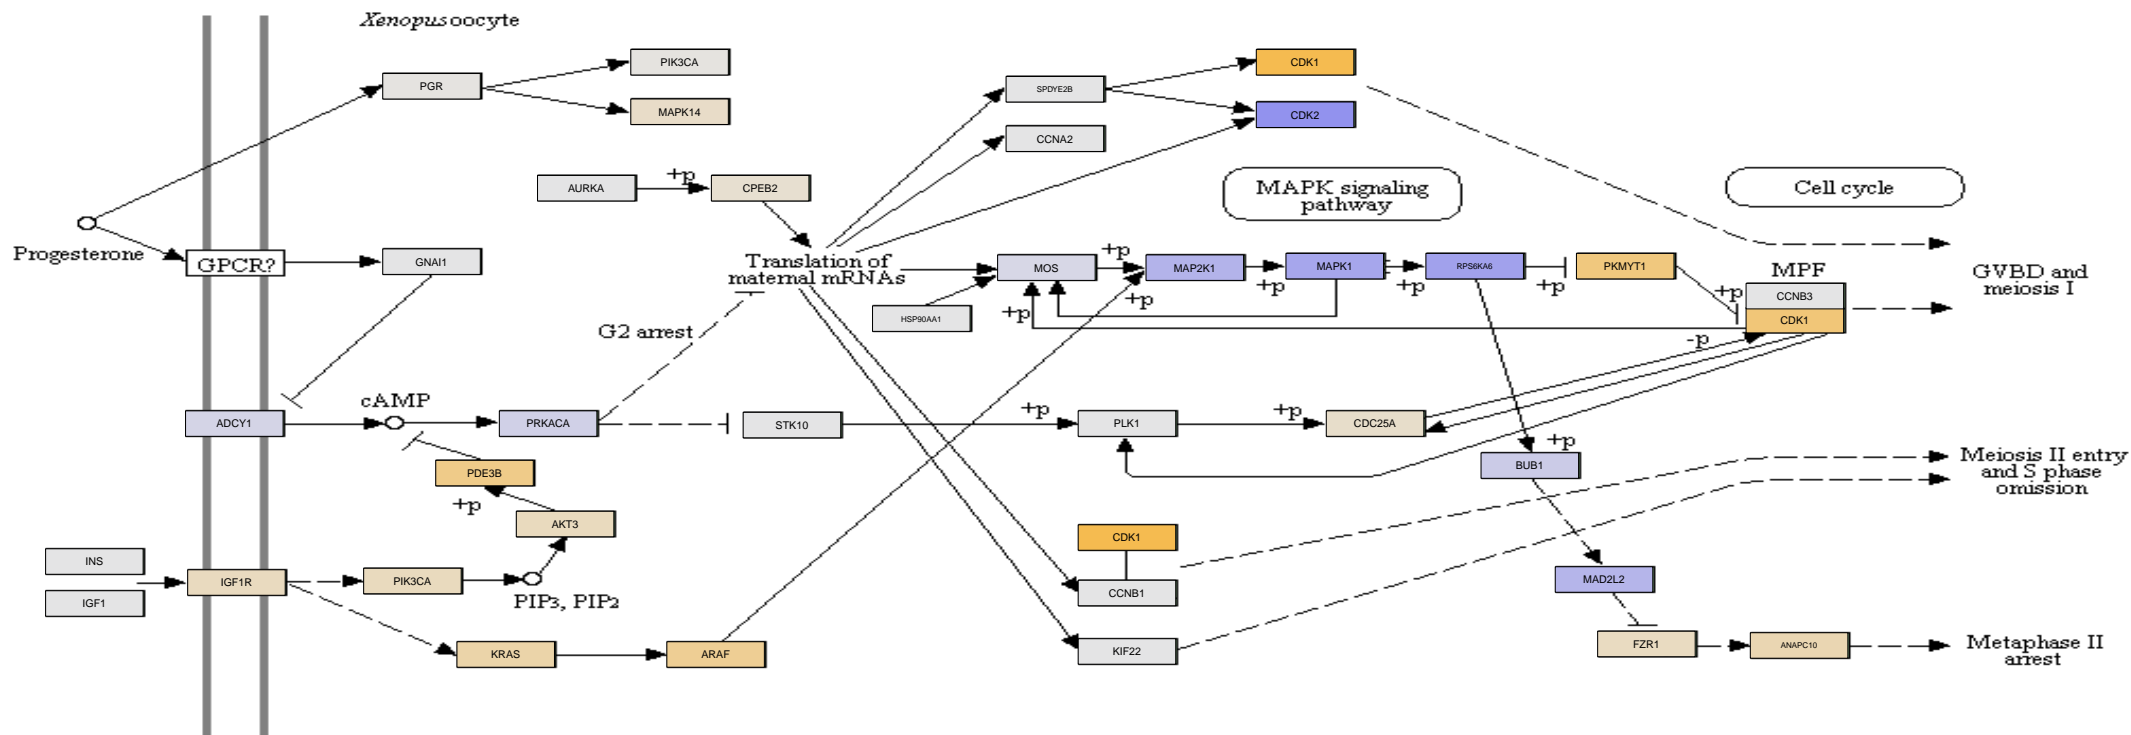 Xenopus oocyte
PIK3CA
CDK1
PGR
SPDYE2B
MAPK14
CDK2
CCNA2
+p
AURKA
CPEB2
MAPK signaling
pathway
Cell cycle
Progesterone
GPCR?
GNAI1
Translation of
maternal mRNAs
MOS
+p
MAP2K1
+p
MAPK1
+p
RPS6KA6
+p
PKMYT1
MPF
+p
CCNB3
CDK1
GVBD and
meiosis I
HSP90AA1
+p
+p
G2 arrest
-p
cAMP
ADCY1
PRKACA
STK10
+p
PLK1
+p
CDC25A
+p
BUB1
PDE3B
+p
Meiosis II entry
and S phase
omission
AKT3
CDK1
INS
IGF1R
PIK3CA
PIP3, PIP2
IGF1
CCNB1
MAD2L2
KRAS
ARAF
KIF22
FZR1
ANAPC10
Metaphase II
arrest